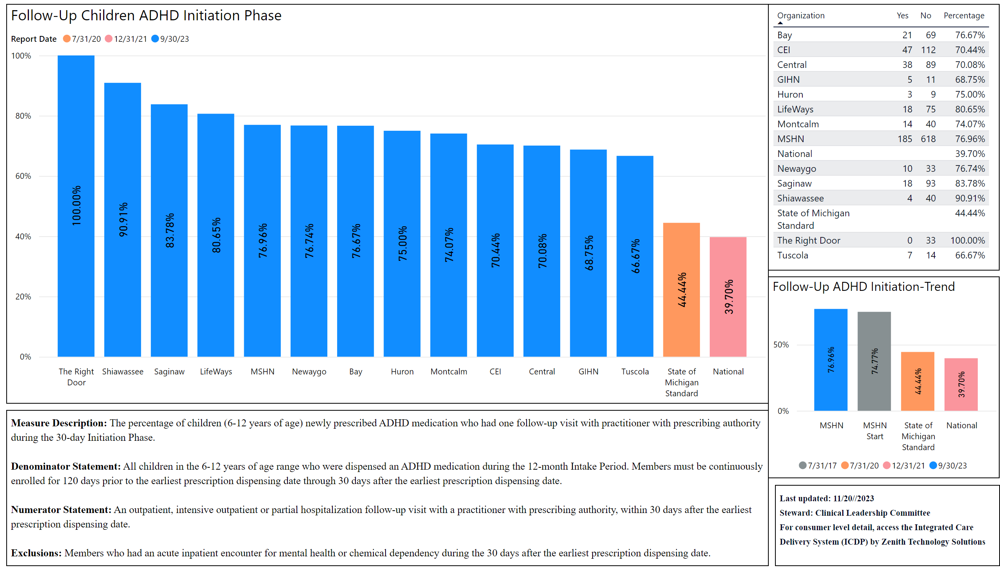 Follow-Up Children ADHD Initiation Phase
Report Date 7/31/20 12/31/21 9/30/23
100%
80%
60%
40%
20%
0%
100.00%
90.91%
83.78%
80.65%
76.96%
76.74%
76.67%
75.00%
74.07%
70.44%
70.08%
68.75%
66.67%
44.44%
39.70%
The Right Door
Shiawassee
Saginaw
LifeWays
MSHN
Newaygo
Bay
Huron
Montcalm
CEI
Central
GIHN
Tuscola
State of Michigan Standard
National
Organization Yes No Percentage
Bay 21 69 76.67%
CEI 47 112 70.44%
Central 38 89 70.08%
GIHN 5 11 68.75%
Huron 3 9 75.00%
LifeWays 18 75 80.65%
Montcalm 14 40 74.07%
MSHN 185 618 76.96%
National 39.70%
Newaygo 10 33 76.74%
Saginaw 18 93 83.78%
Shiawassee 4 40 90.91%
State of Michigan 44.44%
Standard
The Right Door 0 33 100.00%
Tuscola 7 14 66.67%
Follow-Up ADHD Initiation-Trend
50%
0%
76.96%
74.77%
44.44%
39.70%
MSHN
MSHN Start
State of Michigan Standard
National
7/31/17 7/31/20 12/31/21 9/30/23
Measure Description: The percentage of children (6-12 years of age) newly prescribed ADHD medication who had one follow-up visit with practitioner with prescribing authority
during the 30-day Initiation Phase.
Denominator Statement: All children in the 6-12 years of age range who were dispensed an ADHD medication during the 12-month Intake Period. Members must be continuously
enrolled for 120 days prior to the earliest prescription dispensing date through 30 days after the earliest prescription dispensing date.
Numerator Statement: An outpatient, intensive outpatient or partial hospitalization follow-up visit with a practitioner with prescribing authority, within 30 days after the earliest
prescription dispensing date.
Exclusions: Members who had an acute inpatient encounter for mental health or chemical dependency during the 30 days after the earliest prescription dispensing date.
Last updated: 11/20//2023
Steward: Clinical Leadership Committee
For consumer level detail, access the Integrated Care
Delivery System (ICDP) by Zenith Technology Solutions